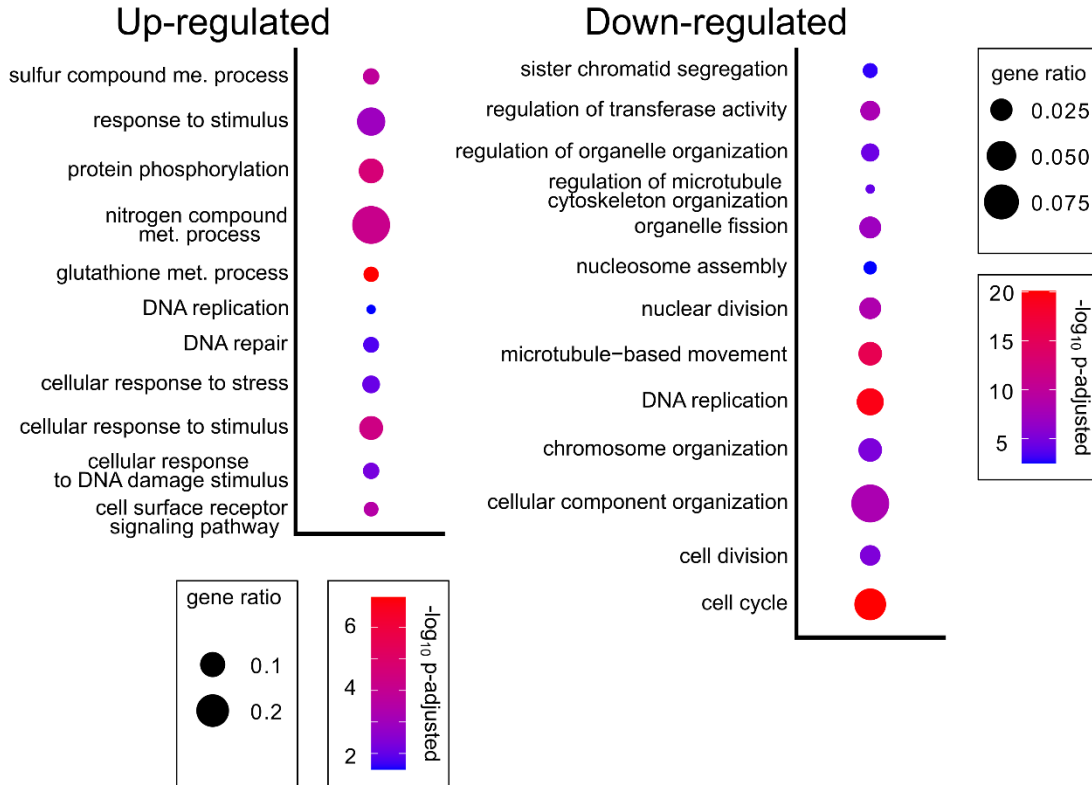 Up-regulated
sulfur compound me. process
response to stimulus
protein phosphorylation
nitrogen compound
met. process
glutathione met. process
DNA replication
DNA repair
cellular response to stress
cellular response to stimulus
cellular response
to DNA damage stimulus
cell surface receptor
signaling pathway
gene ratio
0.1
0.2
6
4
2
-log10 p-adjusted
Down-regulated
sister chromatid segregation
regulation of transferase activity
regulation of organelle organization
regulation of microtubule
cytoskeleton organization
organelle fission
nucleosome assembly
nuclear division
microtubule−based movement
DNA replication
chromosome organization
cellular component organization
cell division
cell cycle
gene ratio
0.025
0.050
0.075
20
15
10
5
-log10 p-adjusted